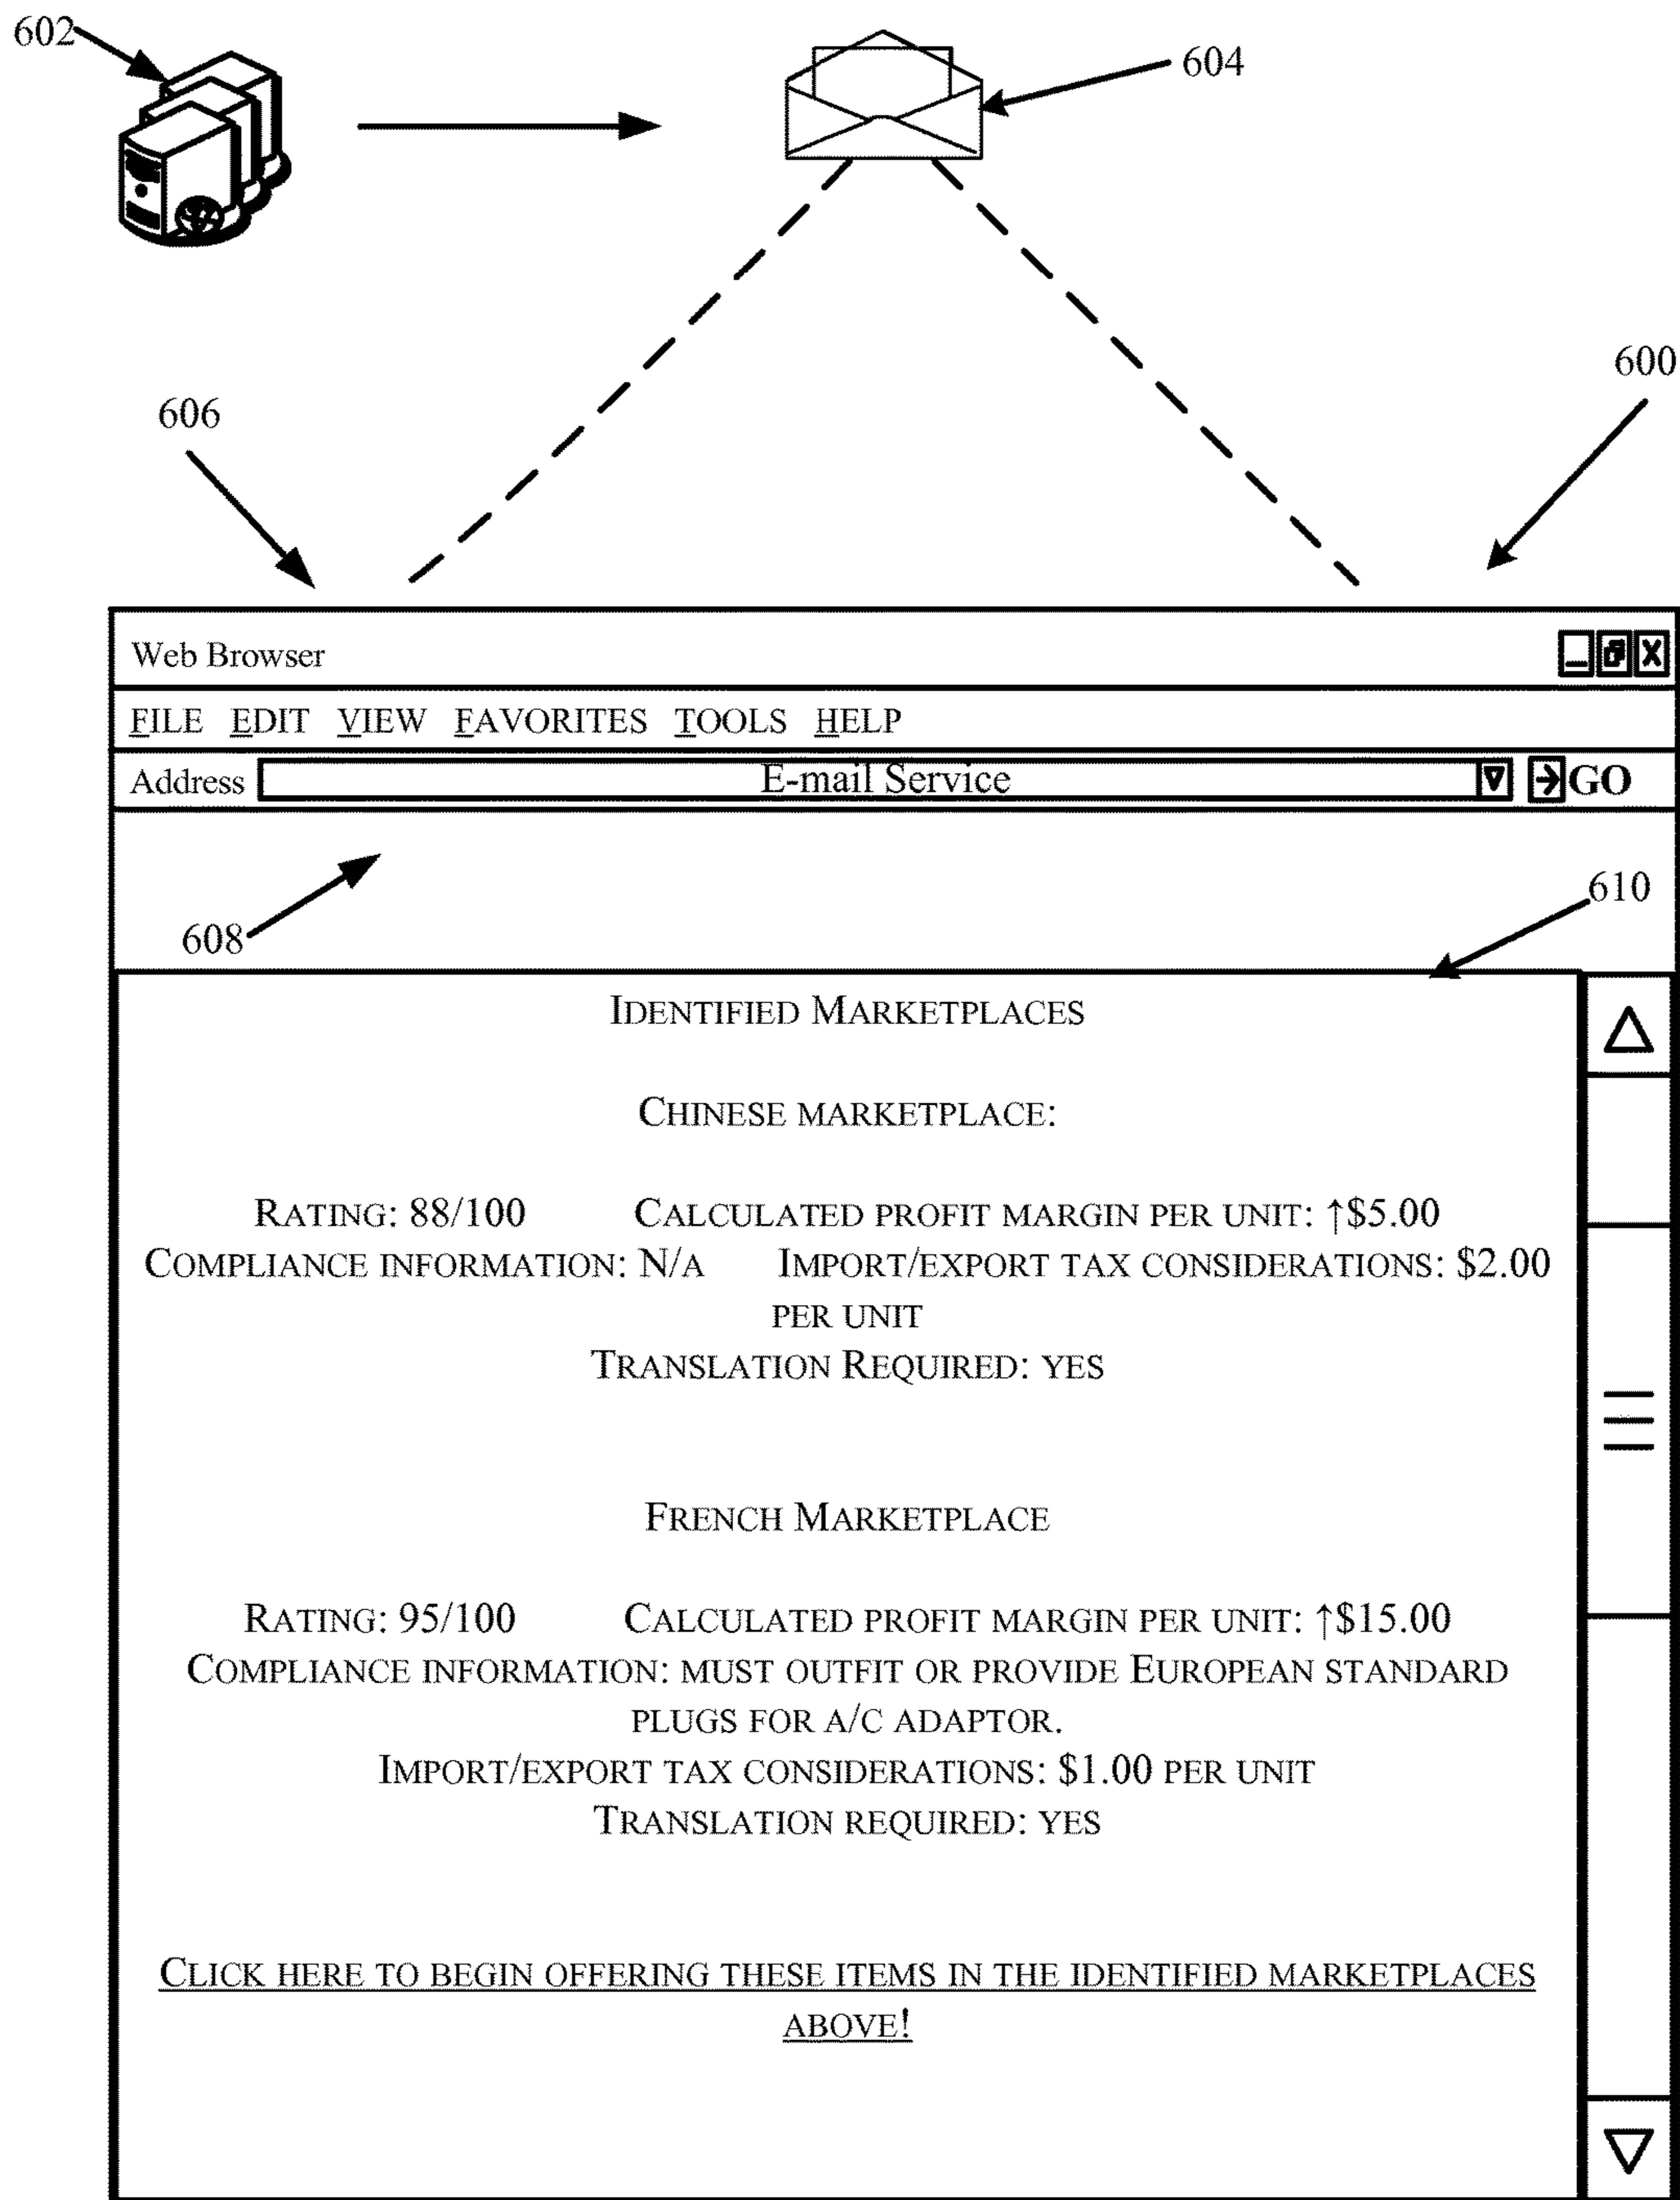 602
604
600
606
Web Browser
FILE EDIT VIEW FAVORITES TOOLS HELP
Address E-mail Service GO
610
608
IDENTIFIED MARKETPLACES
CHINESE MARKETPLACE:
RATING: 88/100 CALCULATED PROFIT MARGIN PER UNIT: ↑$5.00
COMPLIANCE INFORMATION: N/A IMPORT/EXPORT TAX CONSIDERATIONS: $2.00
PER UNIT
TRANSLATION REQUIRED: YES
FRENCH MARKETPLACE
RATING: 95/100 CALCULATED PROFIT MARGIN PER UNIT: ↑$15.00
COMPLIANCE INFORMATION: MUST OUTFIT OR PROVIDE EUROPEAN STANDARD
PLUGS FOR A/C ADAPTOR.
IMPORT/EXPORT TAX CONSIDERATIONS: $1.00 PER UNIT
TRANSLATION REQUIRED: YES
CLICK HERE TO BEGIN OFFERING THESE ITEMS IN THE IDENTIFIED MARKETPLACES
ABOVE!